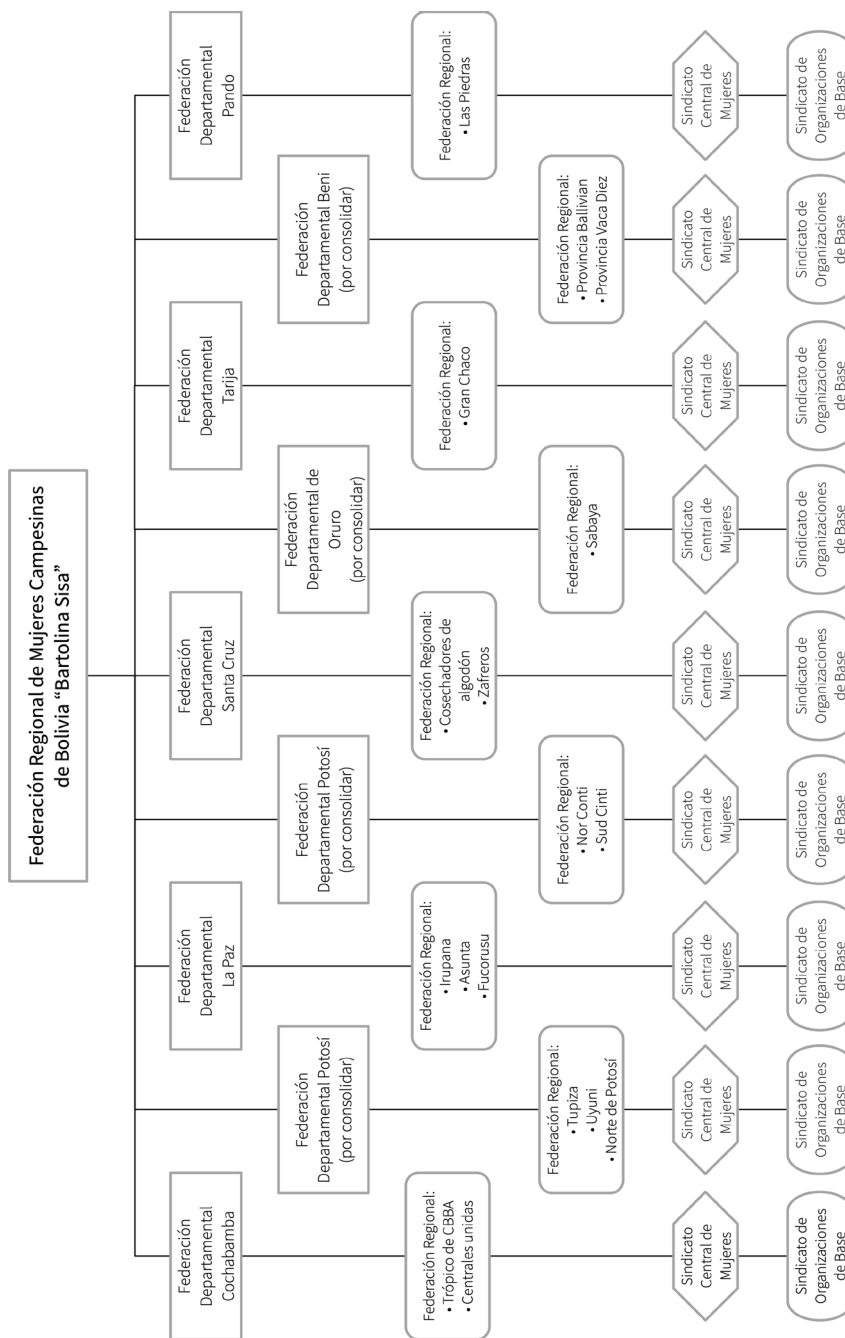 Federación Regional de Mujeres Campesinas
de Bolivia “Bartolina Sisa”
Federación
Departamental
Cochabamba
Federación
Departamental
La Paz
Federación
Departamental
Santa Cruz
Federación
Departamental
Tarija
Federación
Departamental
Pando
Federación
Departamental Potosí
(por consolidar)
Federación
Departamental Potosí
(por consolidar)
Federación
Departamental de
Oruro
(por consolidar)
Federación
Departamental Beni
(por consolidar)
Federación Regional:
• Trópico de CBBA
• Centrales unidas
Federación Regional:
• Irupana
• Asunta
• Fucorusu
Federación Regional:
• Cosechadores de
algodón
• Zafreros
Federación Regional:
• Gran Chaco
Federación Regional:
• Las Piedras
Federación Regional:
• Tupiza
• Uyuni
• Norte de Potosí
Federación Regional:
• Nor Conti
• Sud Cinti
Federación Regional:
• Sabaya
Federación Regional:
• Provincia Ballivian
• Provincia Vaca Diez
Sindicato
Central de
Mujeres
Sindicato
Central de
Mujeres
Sindicato
Central de
Mujeres
Sindicato
Central de
Mujeres
Sindicato
Central de
Mujeres
Sindicato
Central de
Mujeres
Sindicato
Central de
Mujeres
Sindicato
Central de
Mujeres
Sindicato
Central de
Mujeres
Sindicato de
Organizaciones
de Base
Sindicato de
Organizaciones
de Base
Sindicato de
Organizaciones
de Base
Sindicato de
Organizaciones
de Base
Sindicato de
Organizaciones
de Base
Sindicato de
Organizaciones
de Base
Sindicato de
Organizaciones
de Base
Sindicato de
Organizaciones
de Base
Sindicato de
Organizaciones
de Base